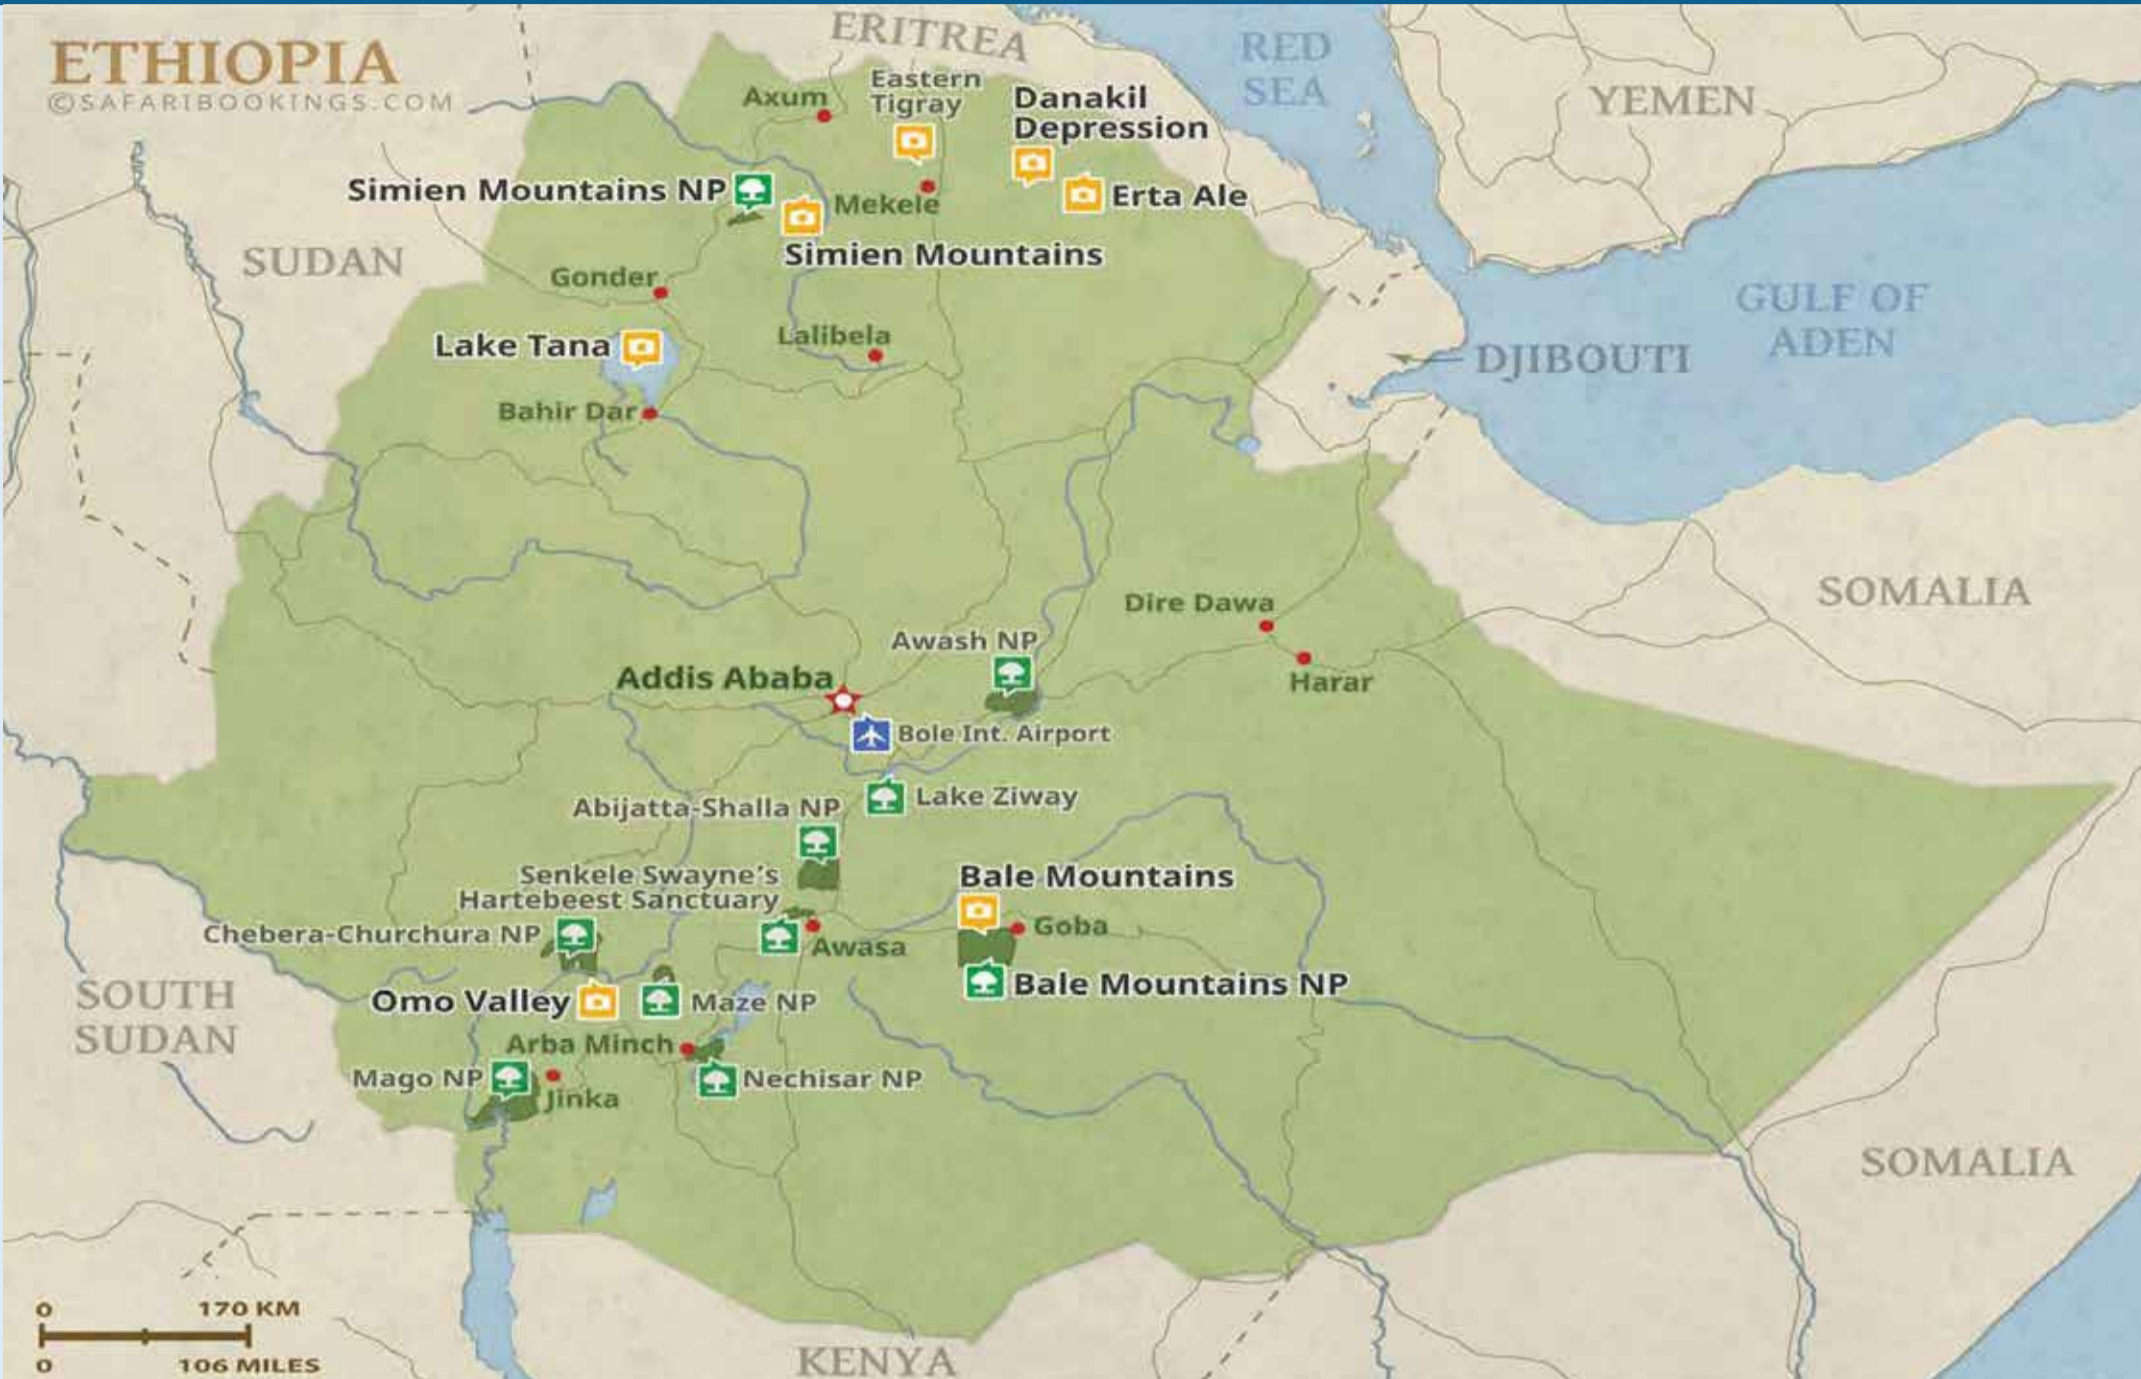 ETHIOPIA
©SAFARIBOOKINGS.COM
ERITREA
RED
SEA
YEMEN
Axum
Eastern
Tigray
Danakil
Depression
Simien Mountains NP
Mekele
Erta Ale
SUDAN
Simien Mountains
Gonder
GULF OF
ADEN
Lake Tana
Lalibela
DJIBOUTI
Bahir Dar
SOMALIA
Dire Dawa
Awash NP
Addis Ababa
Harar
Bole Int. Airport
Lake Ziway
Abijatta-Shalla NP
Senkele Swayne's
Hartebeest Sanctuary
Bale Mountains
Chebera-Churchura NP
Awasa
Goba
Bale Mountains NP
SOUTH
SUDAN
Omo Valley
Maze NP
Arba Minch
Mago NP
Jinka
Nechisar NP
SOMALIA
0 170 KM
0 106 MILES
KENYA